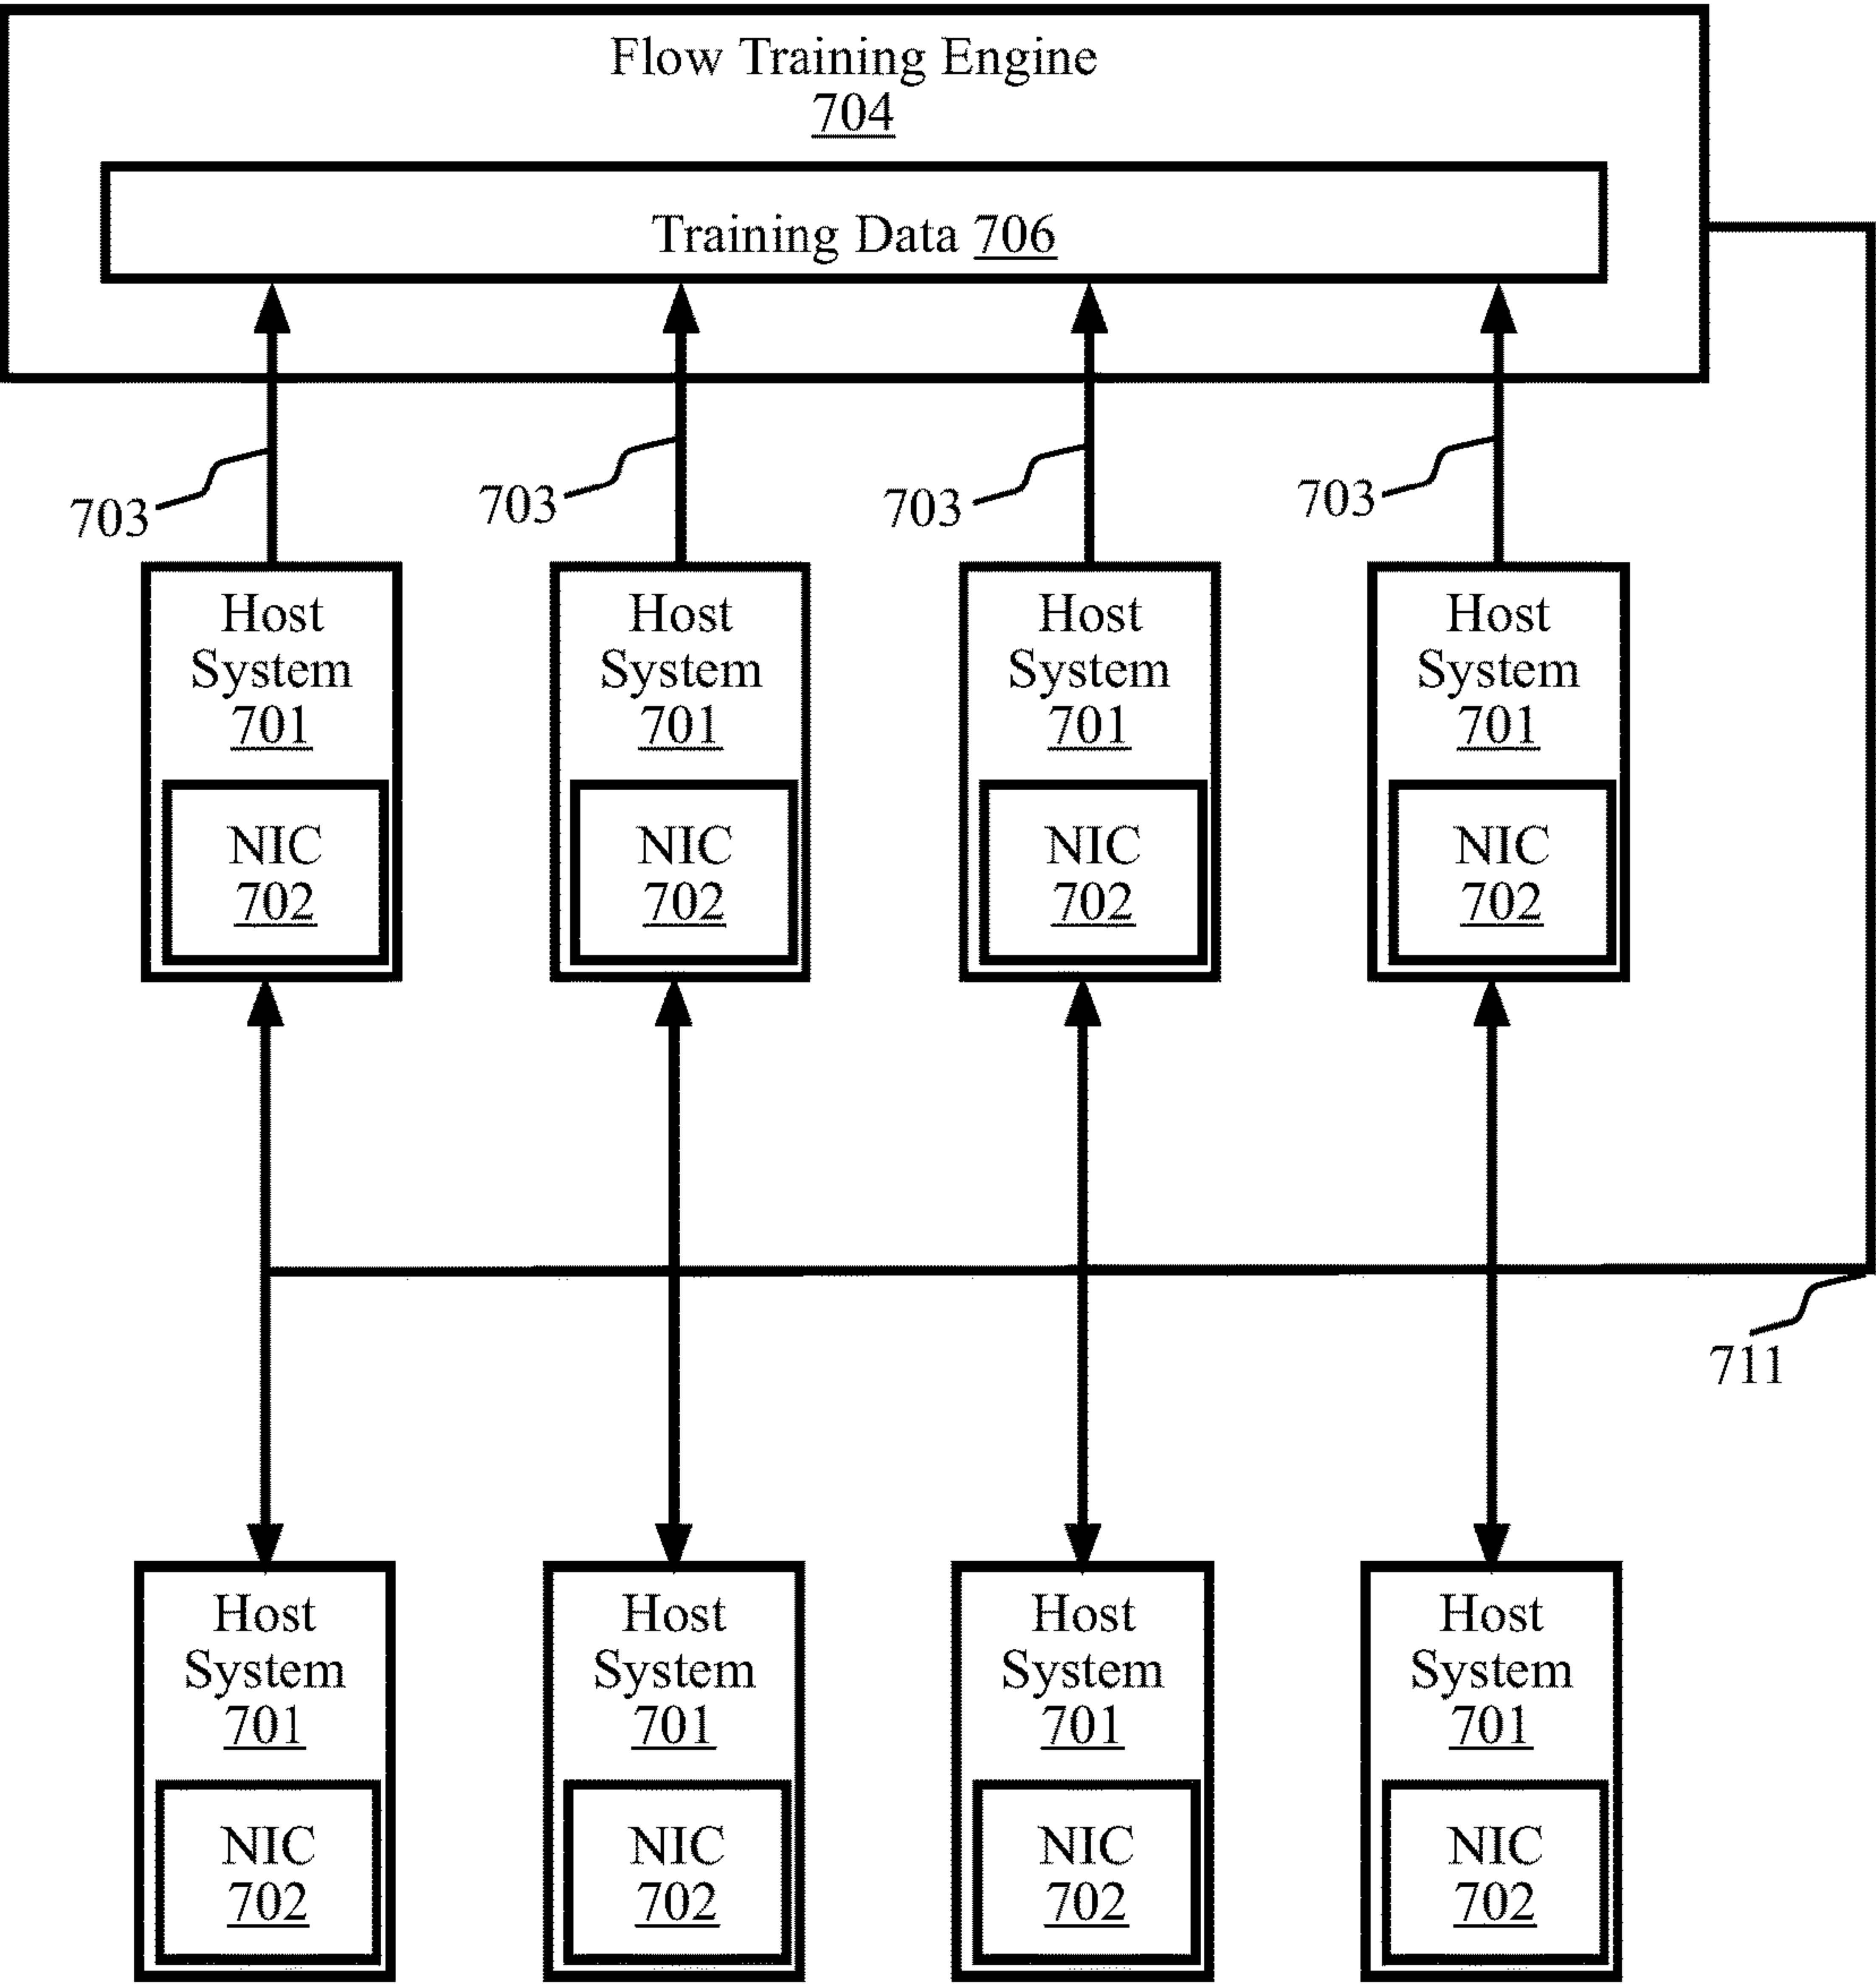 Flow Training Engine
704
Training Data 706
703 703 703 703
Host Host Host Host
System System System System
701 701 701 701
NIC NIC NIC NIC
702 702 702 702
711
Host Host Host Host
System System System System
701 701 701 701
NIC NIC NIC NIC
702 702 702 702